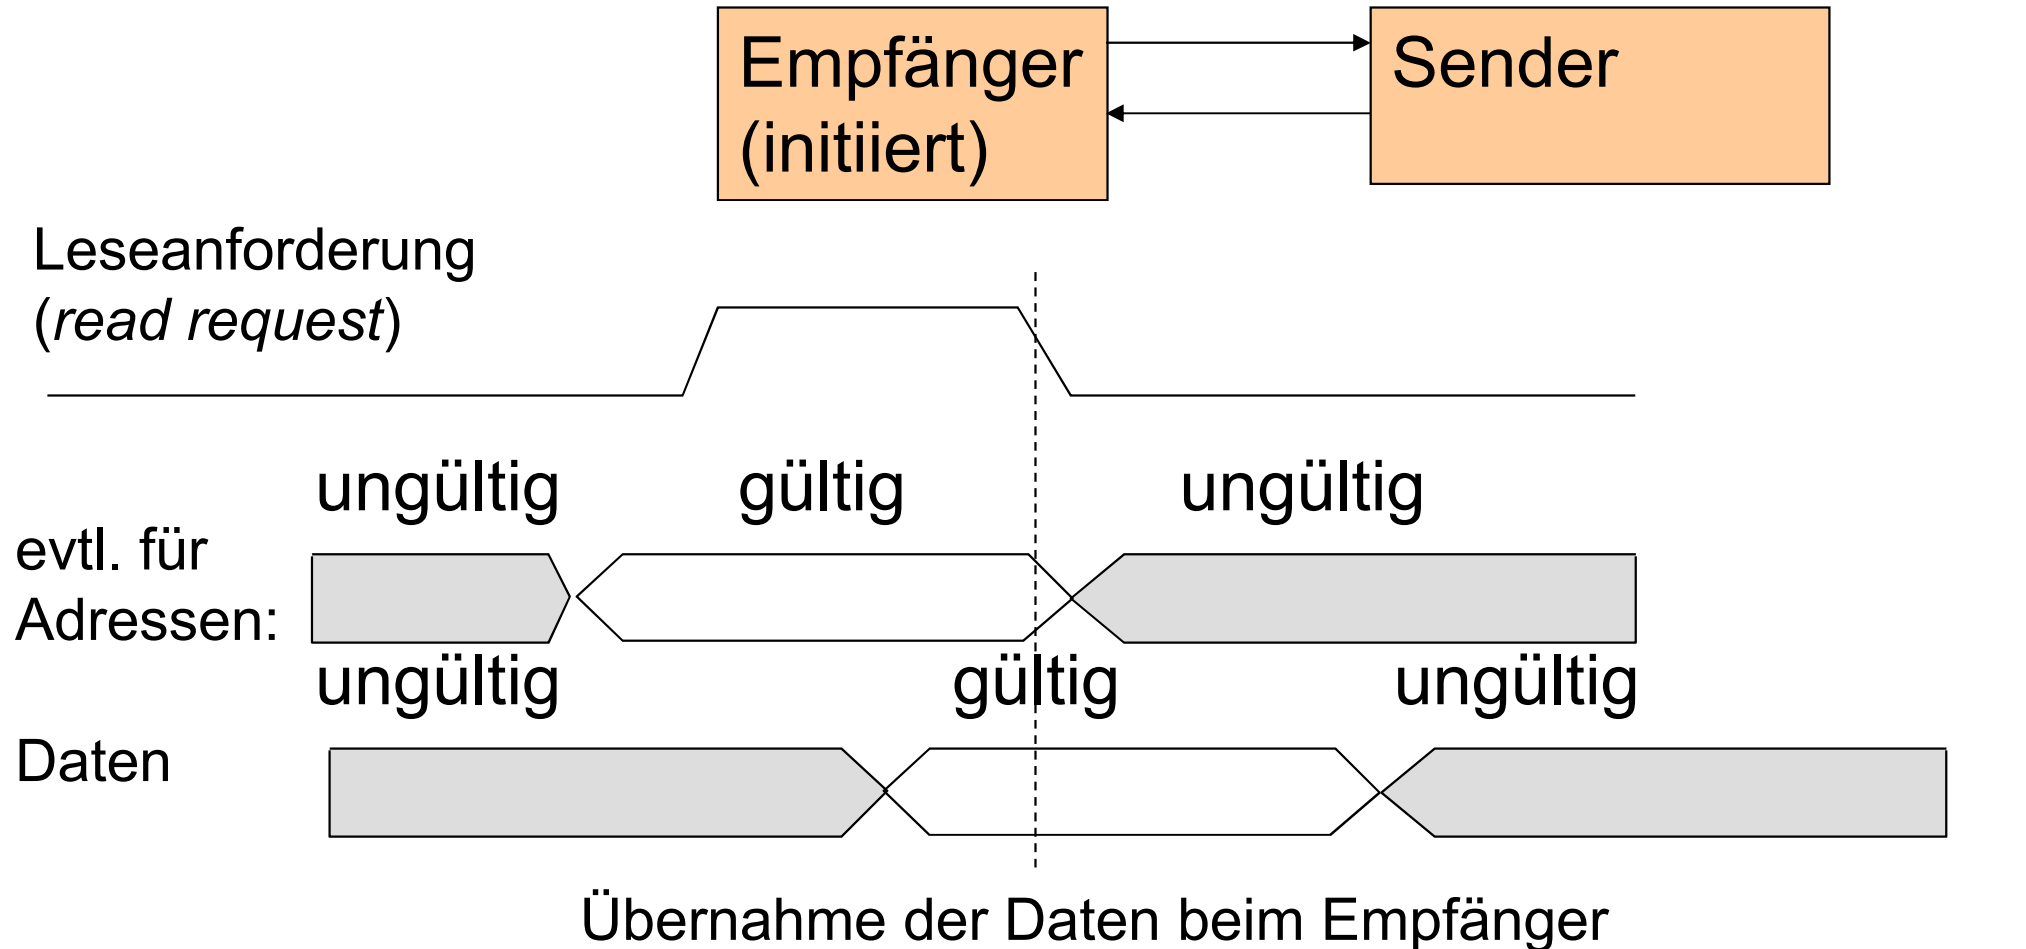 Empfänger
(initiiert)
Sender
Leseanforderung
(read request)
ungültig gültig ungültig
evtl. für
Adressen:
ungültig gültig ungültig
Daten
Übernahme der Daten beim Empfänger